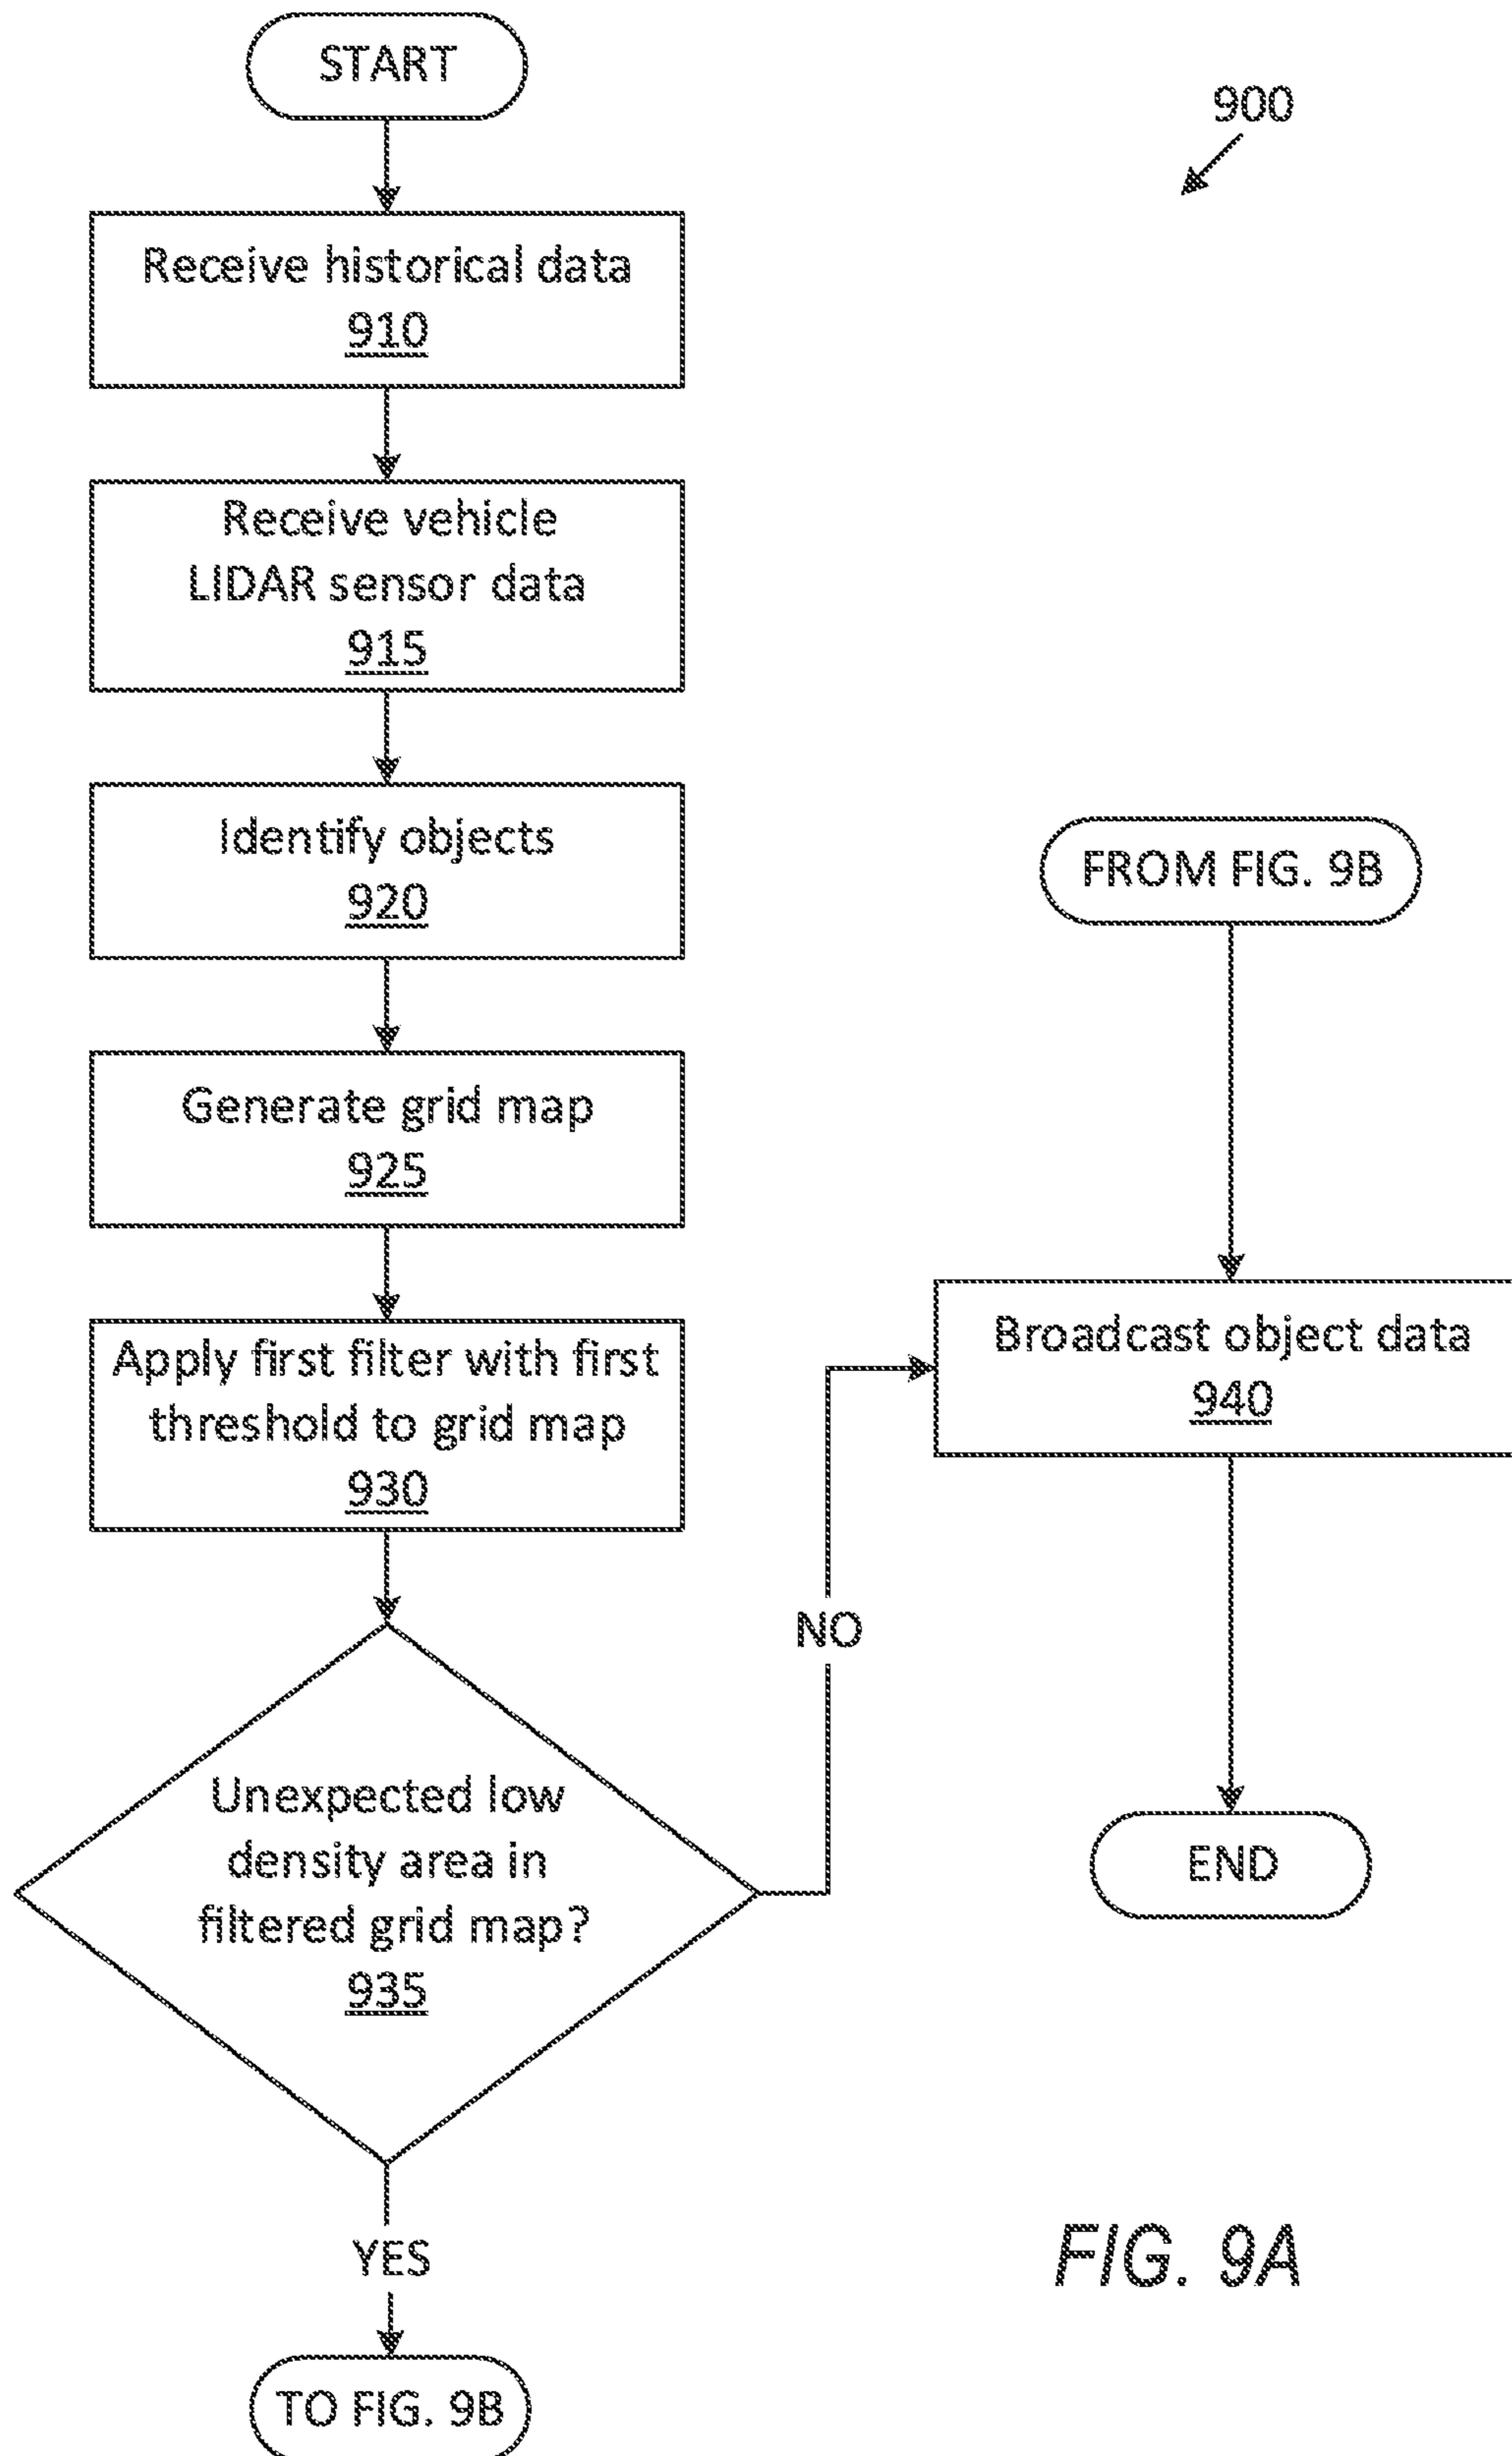 START
900
Receive historical data
910
Receive vehicle
LIDAR sensor data
915
Identify objects
920
FROM FIG. 9B
Generate grid map
925
Apply first filter with first
threshold to grid map
930
Broadcast object data
940
NO
Unexpected low
density area in
filtered grid map?
935
END
YES
FIG. 9A
TO FIG. 9B